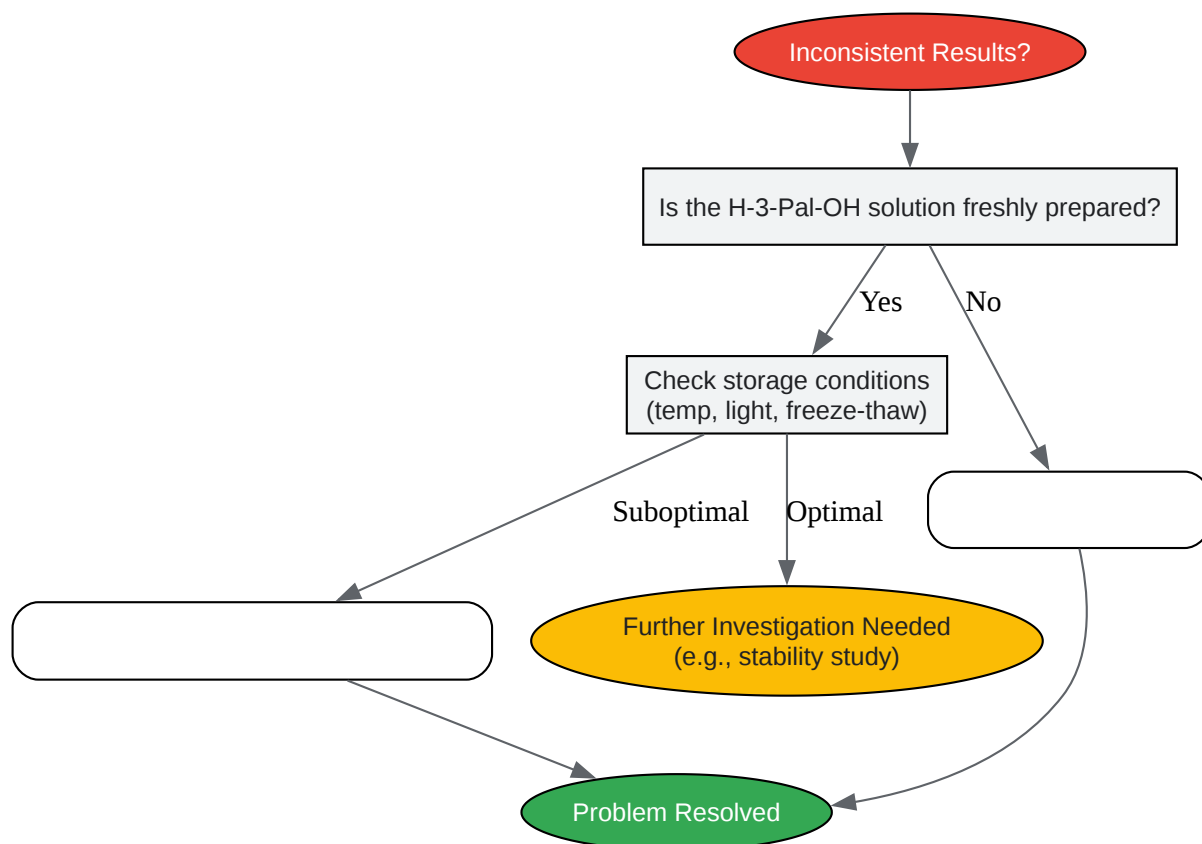 Inconsistent Results?
Is the H-3-Pal-OH solution freshly prepared?
Yes
No
Check storage conditions
(temp, light, freeze-thaw)
Suboptimal
Optimal
Further Investigation Needed
(e.g., stability study)
Problem Resolved